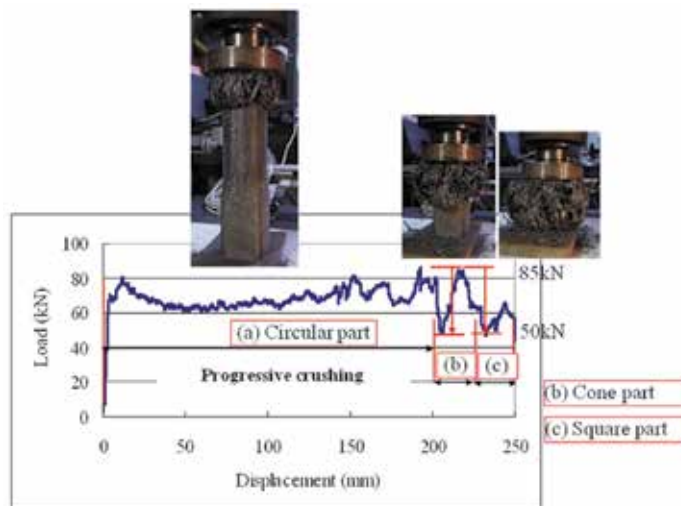 100
80
60
40
20
0
Load (kN)
85kN
50kN
(a) Circular part
Progressive crushing
(b)
(c)
(b) Cone part
(c) Square part
0
50
100
150
200
250
Displacement (mm)